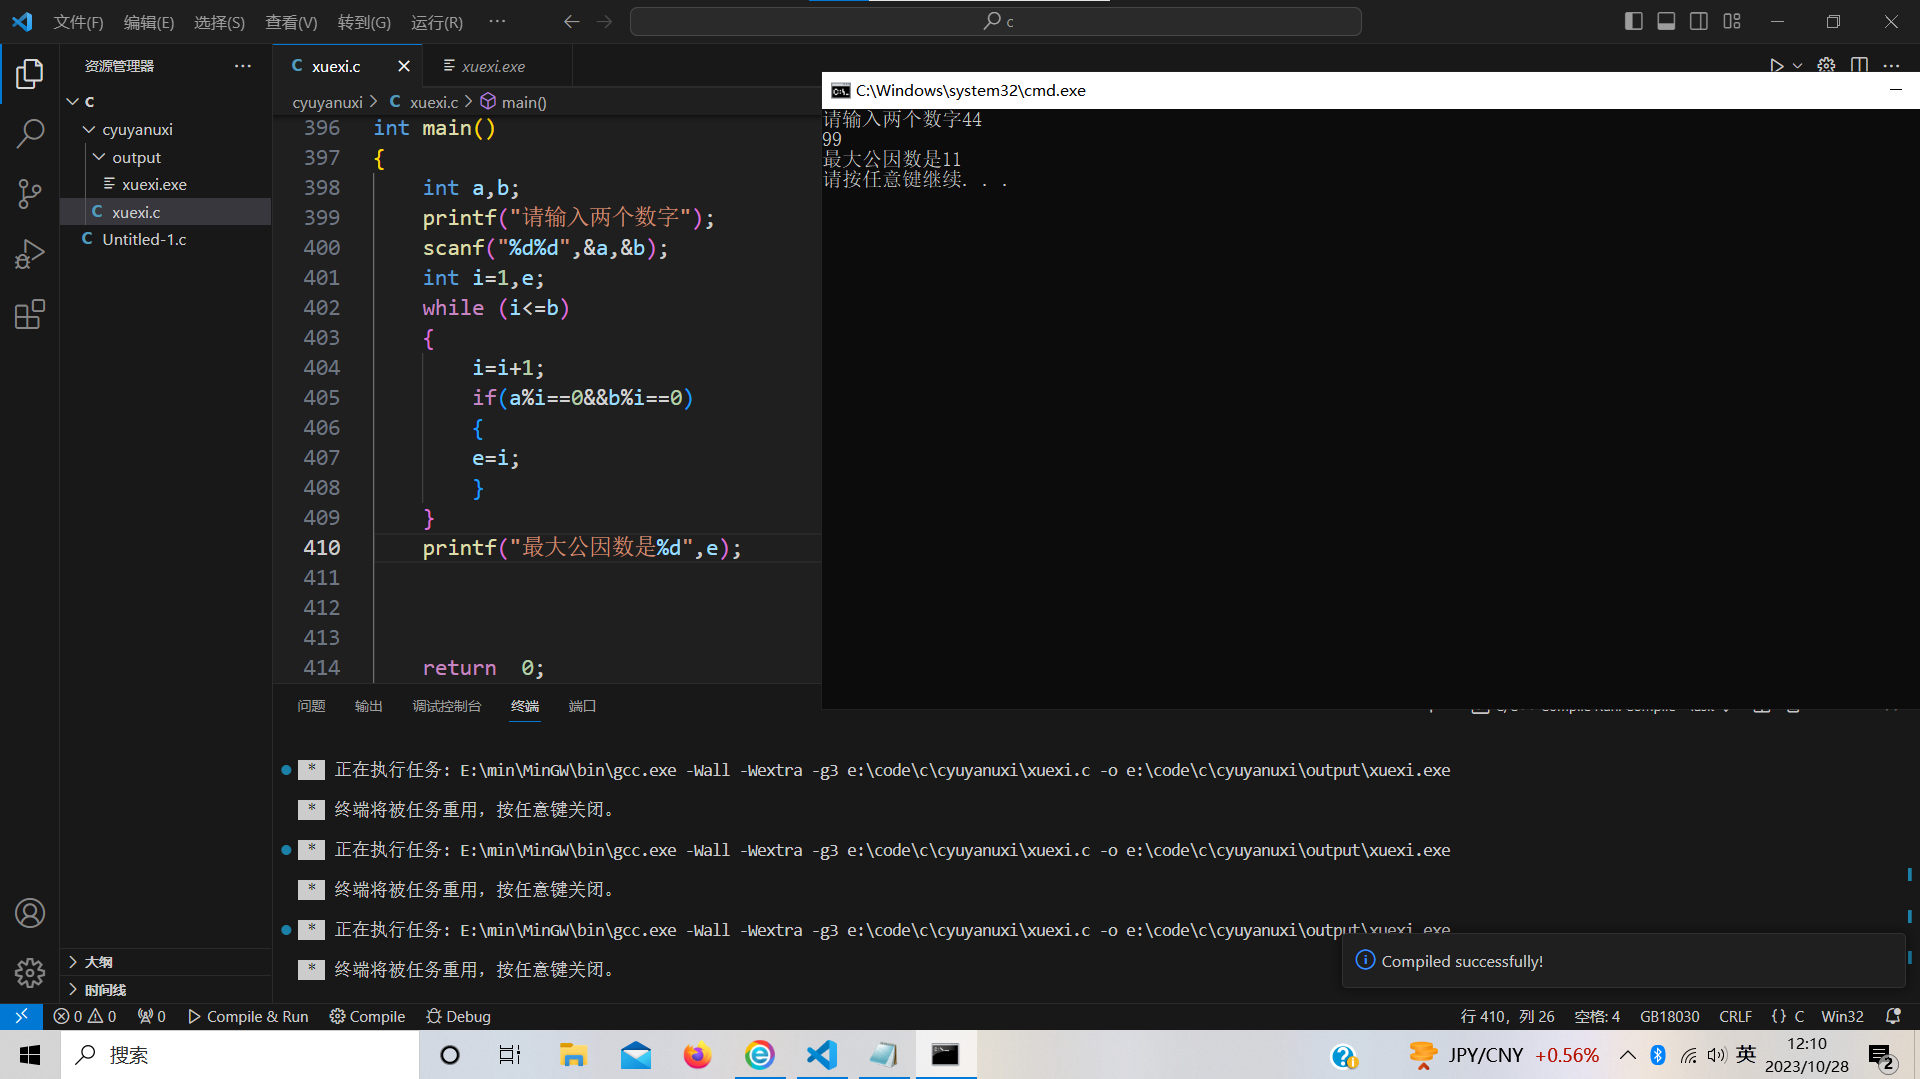 文件(F) 编辑(E) 选择(S) 查看(V) 转到(G) 运行(R) ··· c
资源管理器 ···
C
cyuyanuxi
output
xuexi.exe
C xuexi.c
C Untitled-1.c
大纲
时间线
C xuexi.c xuexi.exe
cyuyanuxi > C xuexi.c > main()
396 int main()
397 {
398 int a,b;
399 printf("请输入两个数字");
400 scanf("%d%d",&a,&b);
401 int i=1,e;
402 while (i<=b)
403 {
404 i=i+1;
405 if(a%i==0&&b%i==0)
406 {
407 e=i;
408 }
409 }
410 printf("最大公因数是%d",e);
411
412
413
414 return 0;
C:\Windows\system32\cmd.exe
请输入两个数字44
99
最大公因数是11
请按任意键继续. . .
问题 输出 调试控制台 终端 端口
* 正在执行任务: E:\min\MinGW\bin\gcc.exe -Wall -Wextra -g3 e:\code\c\cyuyanuxi\xuexi.c -o e:\code\c\cyuyanuxi\output\xuexi.exe
* 终端将被任务重用，按任意键关闭。
* 正在执行任务: E:\min\MinGW\bin\gcc.exe -Wall -Wextra -g3 e:\code\c\cyuyanuxi\xuexi.c -o e:\code\c\cyuyanuxi\output\xuexi.exe
* 终端将被任务重用，按任意键关闭。
* 正在执行任务: E:\min\MinGW\bin\gcc.exe -Wall -Wextra -g3 e:\code\c\cyuyanuxi\xuexi.c -o e:\code\c\cyuyanuxi\output\xuexi.exe
* 终端将被任务重用，按任意键关闭。
Compiled successfully!
0 0 0 Compile & Run Compile Debug 行 410，列 26 空格: 4 GB18030 CRLF {} C Win32
搜索 JPY/CNY +0.56% 英 12:10
2023/10/28 2